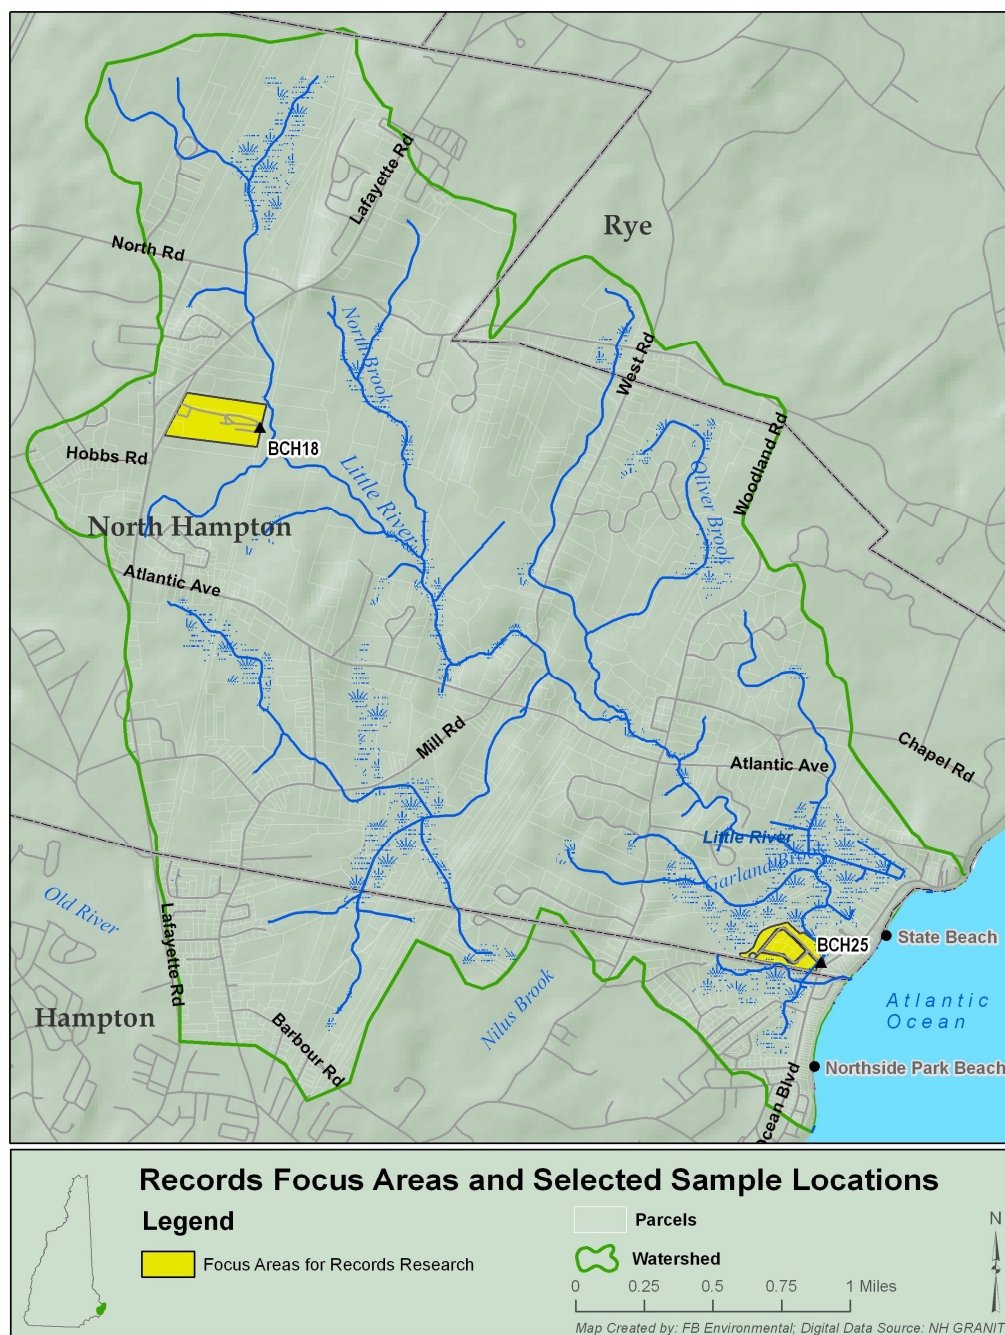 Lafayette Rd
Rye
North Rd
North Brook
West Rd
Woodland Rd
BCH18
Hobbs Rd
Little River
Oliver Brook
North Hampton
Atlantic Ave
Mill Rd
Chapel Rd
Atlantic Ave
Little River
Garland Brook
Old River
Lafayette Rd
BCH25
State Beach
Atlantic
Ocean
Hampton
Nilus Brook
Barbour Rd
Northside Park Beach
Ocean Blvd
Records Focus Areas and Selected Sample Locations
Legend
Parcels
Focus Areas for Records Research
Watershed
0 0.25 0.5 0.75 1 Miles
N
Map Created by: FB Environmental; Digital Data Source: NH GRANIT